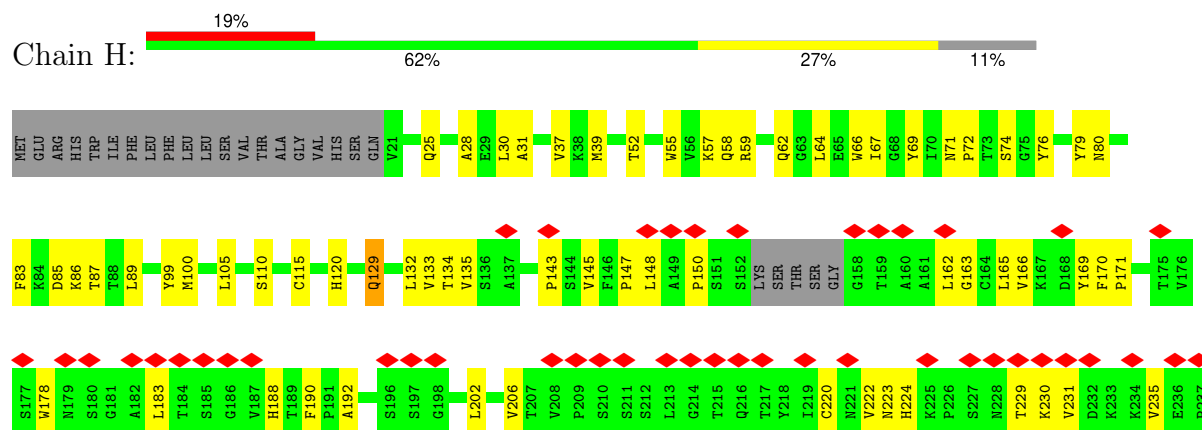 19%
Chain H:
62% 27% 11%
MET GLU ARG HIS TRP ILE PHE LEU PHE LEU LEU SER VAL THR ALA GLY VAL HIS SER GLN V21 Q25 A28 E29 L30 A31 V37 K38 M39 T52 W55 V56 K57 Q58 R59 Q62 G63 L64 E65 W66 I67 G68 Y69 I70 N71 P72 T73 S74 G75 Y76 Y79 N80
F83 K84 D85 K86 T87 T88 L89 Y99 M100 L105 S110 C115 H120 Q129 L132 V133 T134 V135 S136 A137 P143 S144 V145 F146 P147 L148 A149 P150 S151 S152 LYS SER THR SER GLY G158 T159 A160 A161 L162 G163 C164 L165 V166 K167 D168 Y169 F170 P171 T175 V176
S177 W178 N179 S180 G181 A182 L183 T184 S185 G186 V187 H188 T189 F190 P191 A192 S196 S197 G198 L202 V206 T207 V208 P209 S210 S211 S212 L213 G214 T215 Q216 T217 Y218 I219 C220 N221 V222 N223 H224 K225 P226 S227 N228 T229 K230 V231 D232 K233 K234 V235 E236 P237